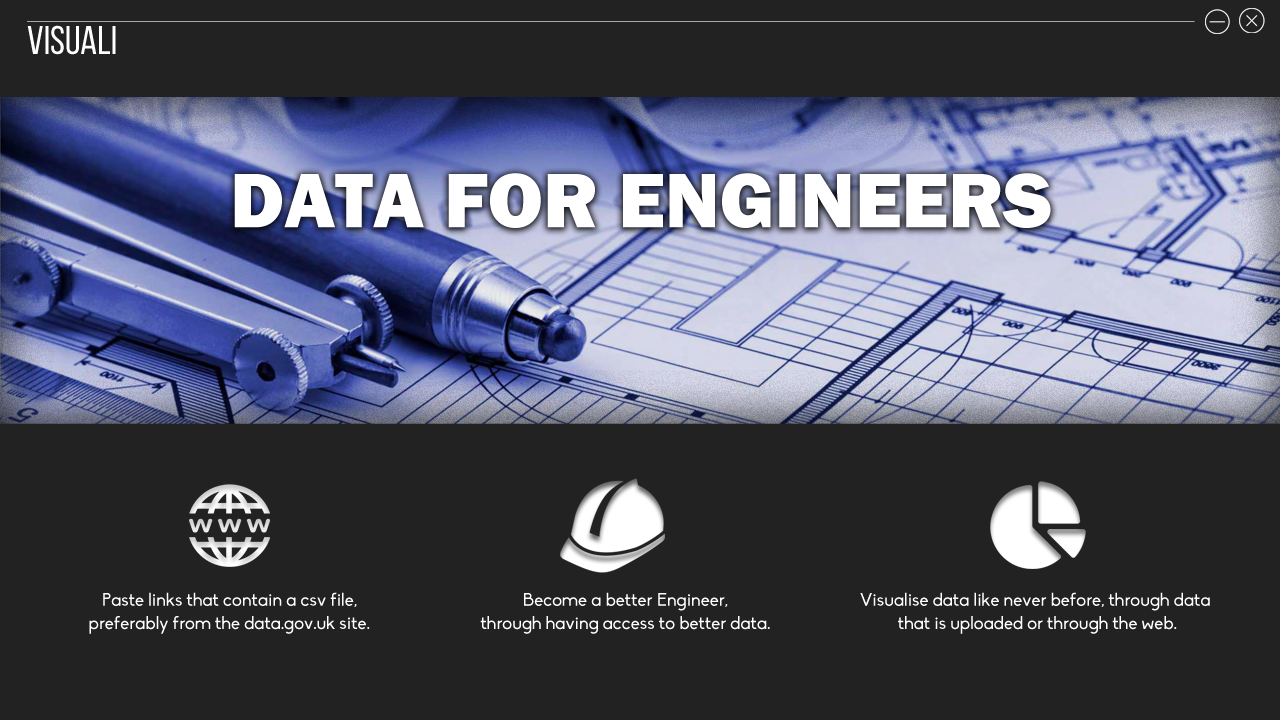 VISUALI
DATA FOR ENGINEERS
www
Paste links that contain a csv file,
preferably from the data.gov.uk site.
Become a better Engineer,
through having access to better data.
Visualise data like never before, through data
that is uploaded or through the web.